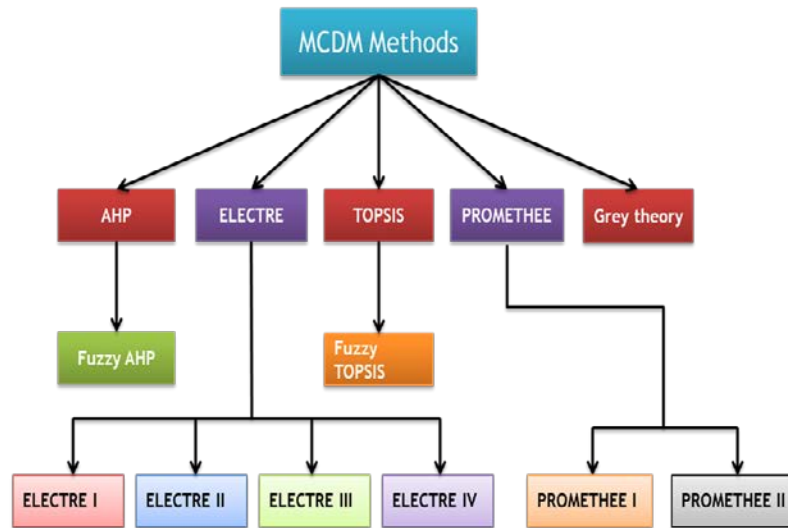 MCDM Methods
AHP
ELECTRE
TOPSIS
PROMETHEE
Grey theory
Fuzzy AHP
Fuzzy
TOPSIS
ELECTRE I
ELECTRE II
ELECTRE III
ELECTRE IV
PROMETHEE I
PROMETHEE II